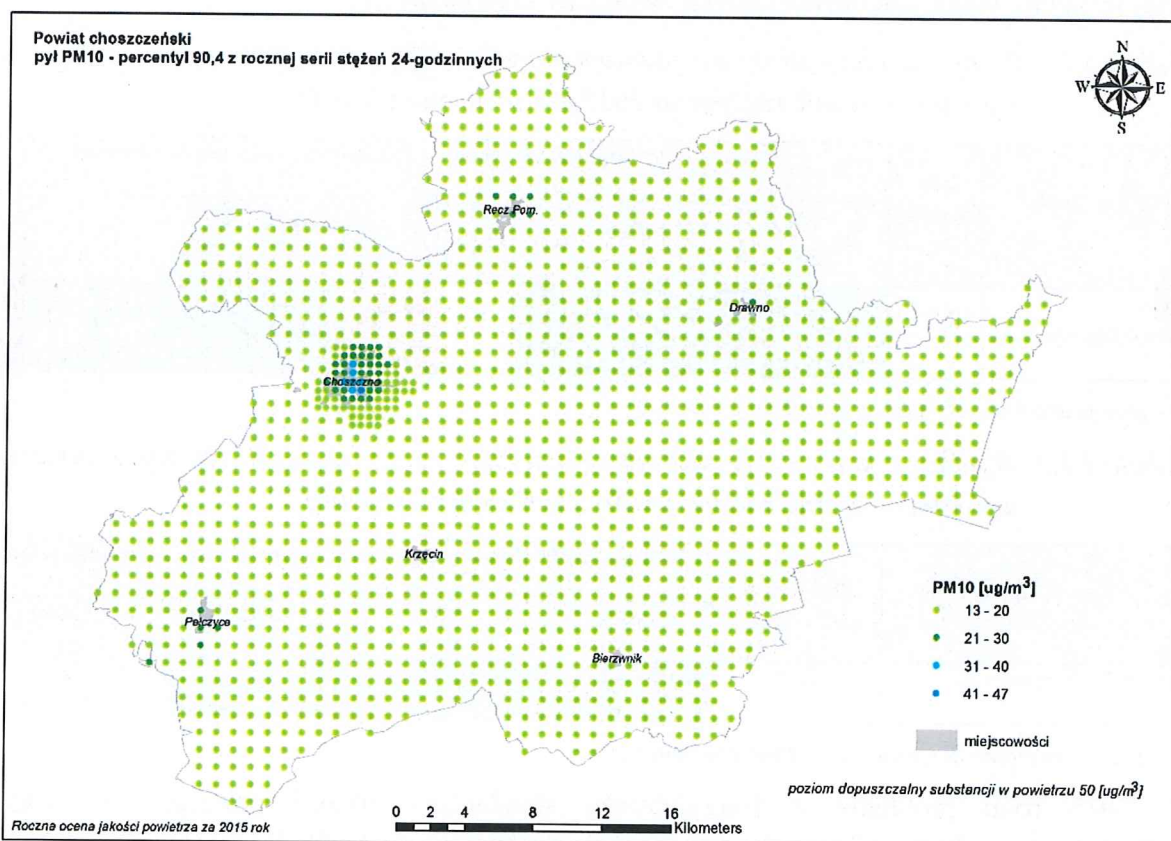 Powiat choszczeński
pył PM10 - percentyl 90,4 z rocznej serii stężeń 24-godzinnych
N
W E
S
Ręcz Pom.
Drawno
Choszczno
Krzęcin
Pełczyce
Bierzwnik
PM10 [ug/m³]
13 - 20
21 - 30
31 - 40
41 - 47
miejscowości
poziom dopuszczalny substancji w powietrzu 50 [ug/m³]
Roczna ocena jakości powietrza za 2015 rok
0 2 4 8 12 16
Kilometers